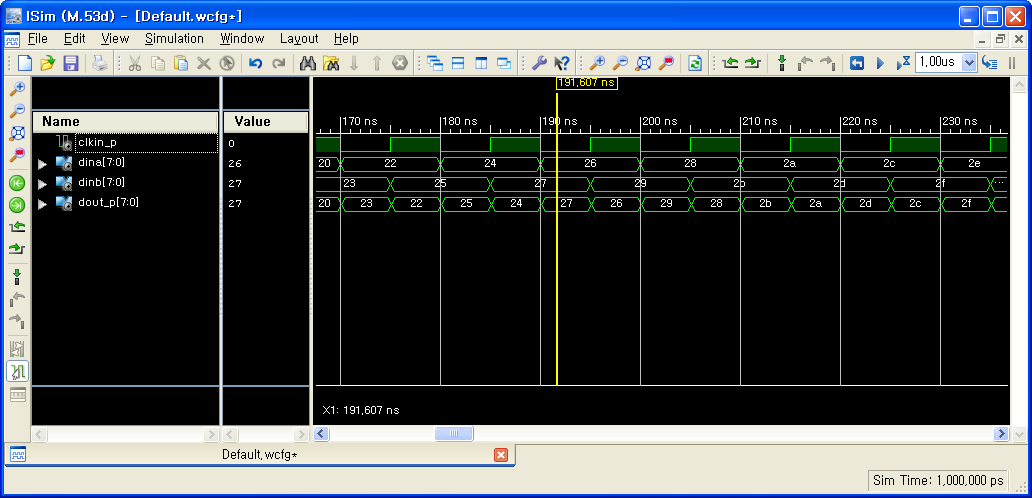 ISim (M.53d) - [Default.wcfg*]
File Edit View Simulation Window Layout Help
1.00us
191,607 ns
Name Value
170 ns 180 ns 190 ns 200 ns 210 ns 220 ns 230 ns
clkin_p 0
dina[7:0] 26 20 22 24 26 28 2a 2c 2e
dinb[7:0] 27 23 25 27 29 2b 2d 2f ...
dout_p[7:0] 27 20 23 22 25 24 27 26 29 28 2b 2a 2d 2c 2f
X1: 191,607 ns
Default.wcfg*
Sim Time: 1,000,000 ps